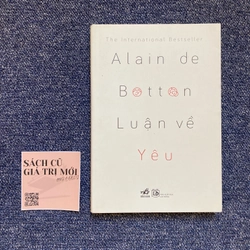 The International Bestseller
Alain de
Botton
Luận về
Yêu
SÁCH CŨ
GIÁ TRỊ MỚI